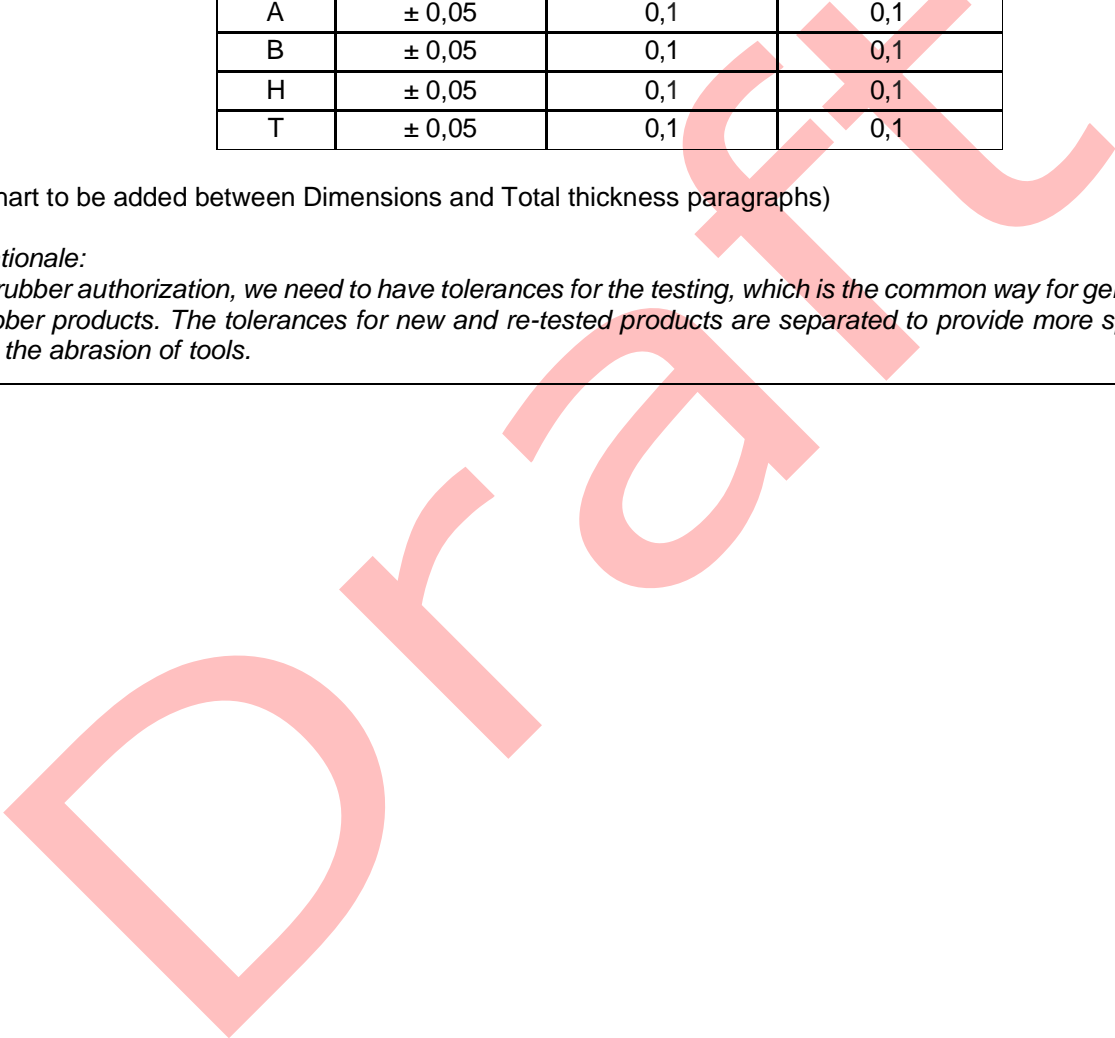 A ± 0,05 0,1 0,1
B ± 0,05 0,1 0,1
H ± 0,05 0,1 0,1
T ± 0,05 0,1 0,1
hart to be added between Dimensions and Total thickness paragraphs)
tionale:
rubber authorization, we need to have tolerances for the testing, which is the common way for ge
bber products. The tolerances for new and re-tested products are separated to provide more s
the abrasion of tools.
Draft